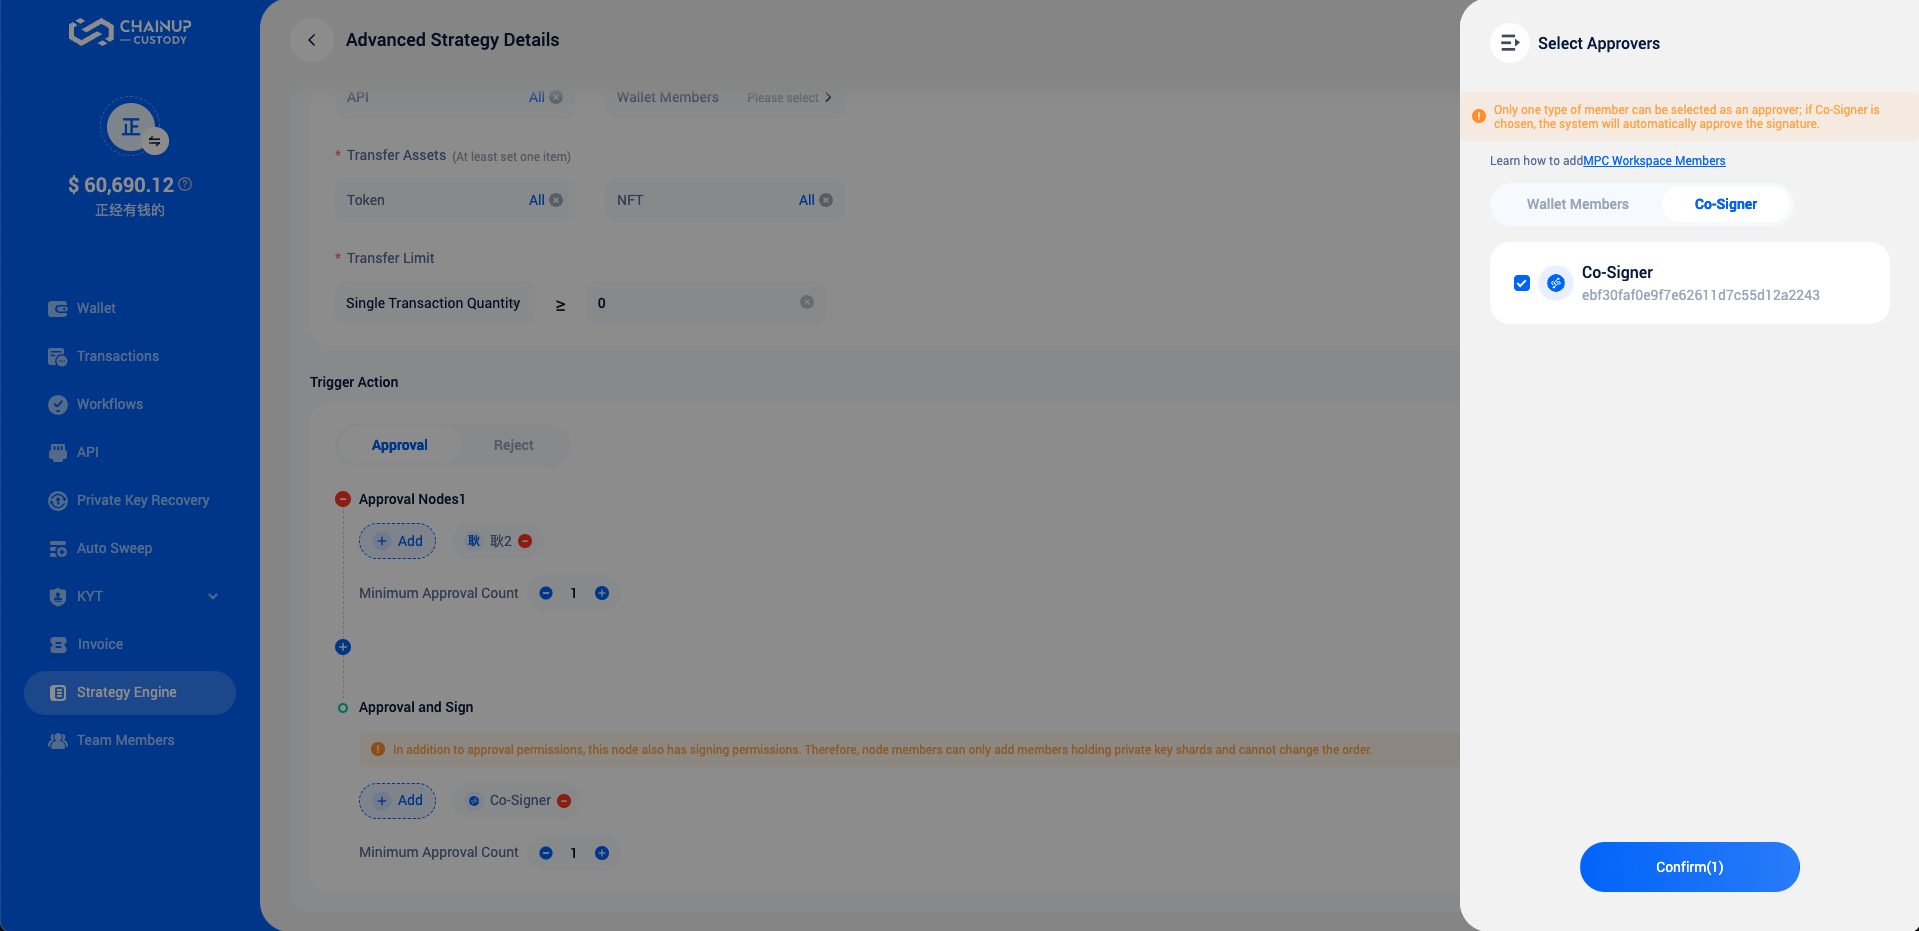 CHAINUP
CUSTODY
正
$ 60,690.12
正经有钱的
Wallet
Transactions
Workflows
API
Private Key Recovery
Auto Sweep
KYT
Invoice
Strategy Engine
Team Members
Advanced Strategy Details
API All Wallet Members Please select
* Transfer Assets (At least set one item)
Token All NFT All
* Transfer Limit
Single Transaction Quantity ≥ 0
Trigger Action
Approval Reject
Approval Nodes1
+ Add 耿 耿2
Minimum Approval Count 1
Approval and Sign
In addition to approval permissions, this node also has signing permissions. Therefore, node members can only add members holding private key shards and cannot change the order.
+ Add Co-Signer
Minimum Approval Count 1
Select Approvers
Only one type of member can be selected as an approver; if Co-Signer is
chosen, the system will automatically approve the signature.
Learn how to addMPC Workspace Members
Wallet Members Co-Signer
Co-Signer
ebf30faf0e9f7e62611d7c55d12a2243
Confirm(1)